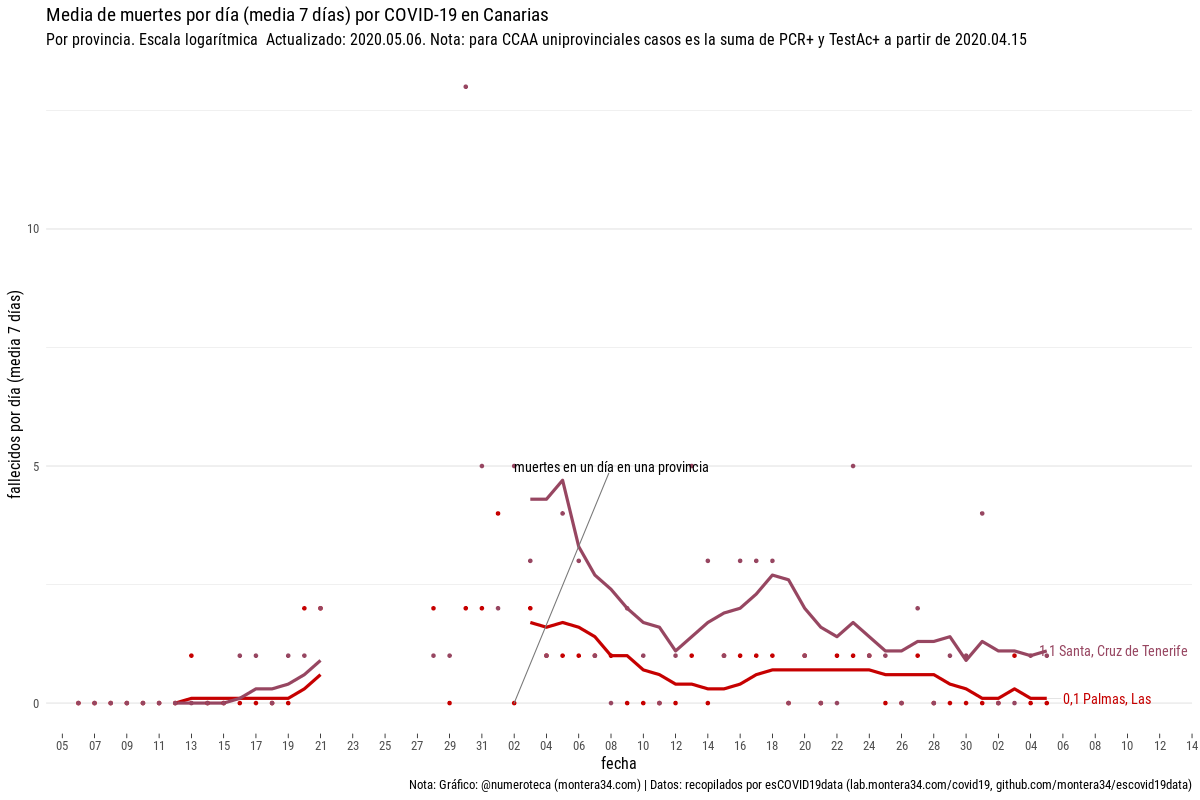 Media de muertes por día (media 7 días) por COVID-19 en Canarias
Por provincia. Escala logarítmica  Actualizado: 2020.05.06. Nota: para CCAA uniprovinciales casos es la suma de PCR+ y TestAc+ a partir de 2020.04.15
fallecidos por día (media 7 días)
10
5
0
muertes en un día en una provincia
1,1 Santa, Cruz de Tenerife
0,1 Palmas, Las
05 07 09 11 13 15 17 19 21 23 25 27 29 31 02 04 06 08 10 12 14 16 18 20 22 24 26 28 30 02 04 06 08 10 12 14
fecha
Nota: Gráfico: @numeroteca (montera34.com) | Datos: recopilados por esCOVID19data (lab.montera34.com/covid19, github.com/montera34/escovid19data)